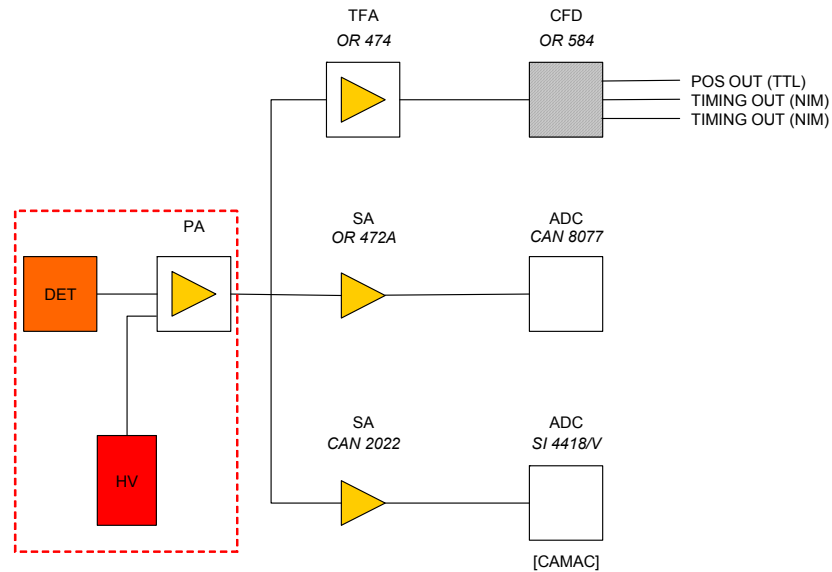 TFA
OR 474
CFD
OR 584
POS OUT (TTL)
TIMING OUT (NIM)
TIMING OUT (NIM)
PA
DET
HV
SA
OR 472A
ADC
CAN 8077
SA
CAN 2022
ADC
SI 4418/V
[CAMAC]